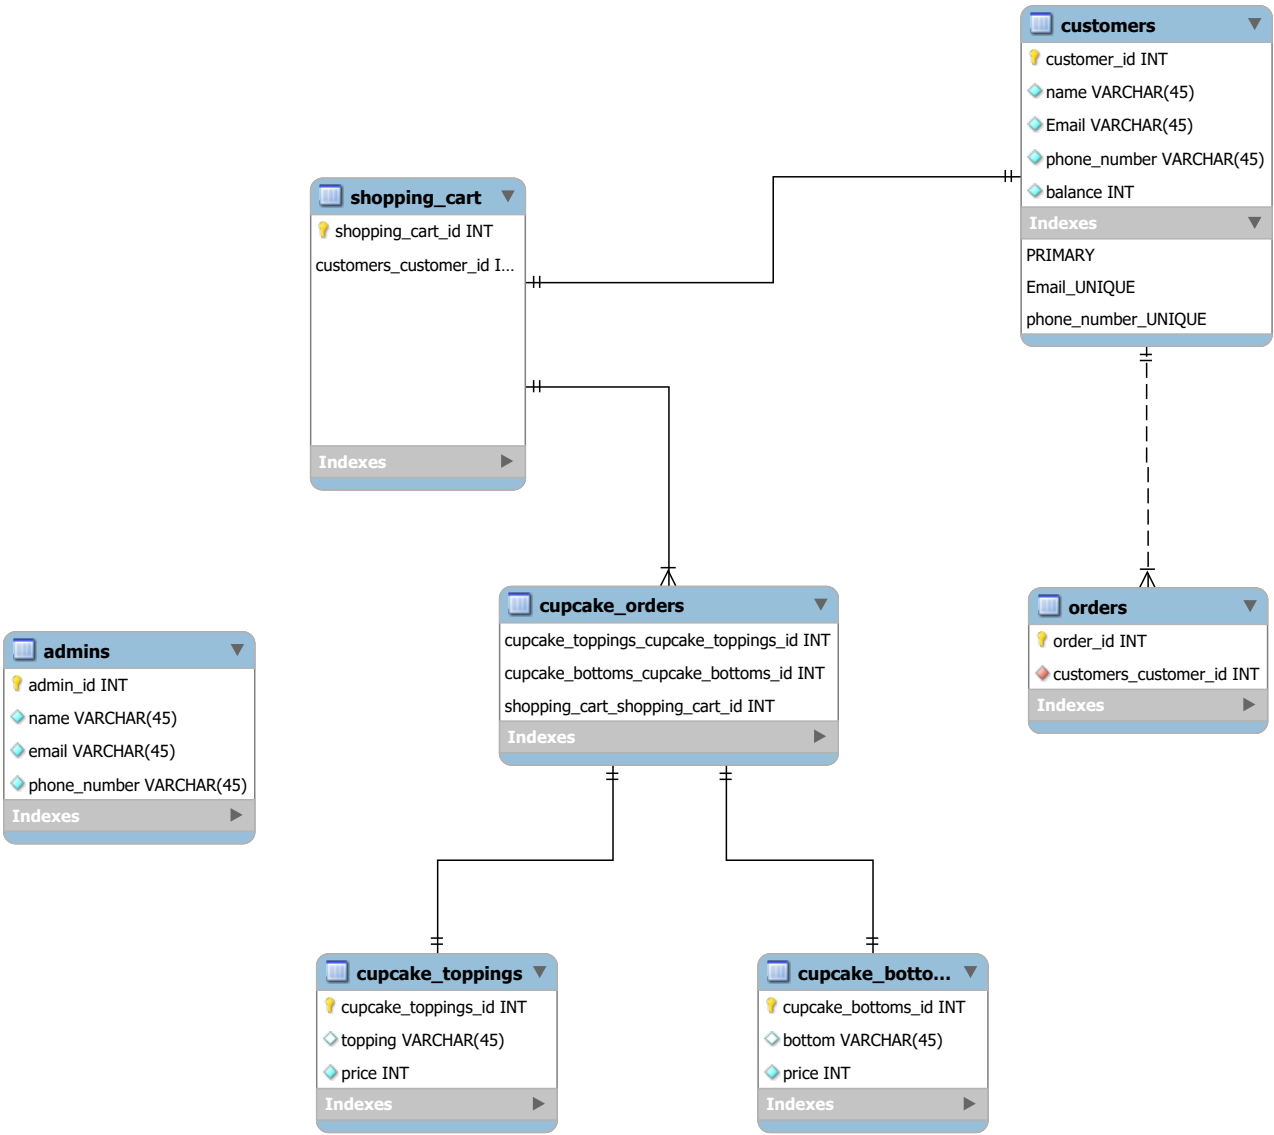 customers
customer_id INT
name VARCHAR(45)
Email VARCHAR(45)
phone_number VARCHAR(45)
balance INT
Indexes
PRIMARY
Email_UNIQUE
phone_number_UNIQUE
shopping_cart
shopping_cart_id INT
customers_customer_id I...
Indexes
cupcake_orders
cupcake_toppings_cupcake_toppings_id INT
cupcake_bottoms_cupcake_bottoms_id INT
shopping_cart_shopping_cart_id INT
Indexes
orders
order_id INT
customers_customer_id INT
Indexes
admins
admin_id INT
name VARCHAR(45)
email VARCHAR(45)
phone_number VARCHAR(45)
Indexes
cupcake_toppings
cupcake_toppings_id INT
topping VARCHAR(45)
price INT
Indexes
cupcake_botto...
cupcake_bottoms_id INT
bottom VARCHAR(45)
price INT
Indexes